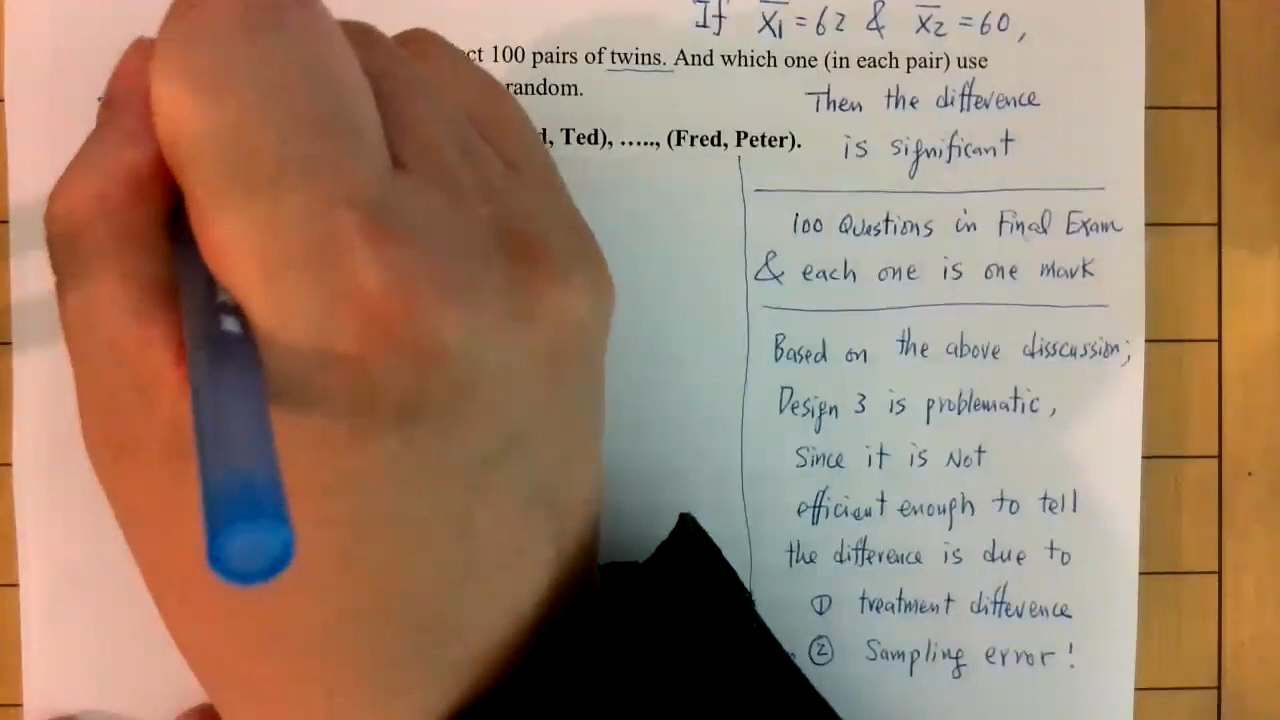 If x̄1 = 62 & x̄2 = 60,
100 pairs of twins. And which one (in each pair) use
random.
Then the difference
is significant
Ted), ....., (Fred, Peter).
100 Questions in Final Exam
& each one is one mark
Based on the above disscussion;
Design 3 is problematic,
Since it is Not
efficient enough to tell
the difference is due to
① treatment difference
② Sampling error!